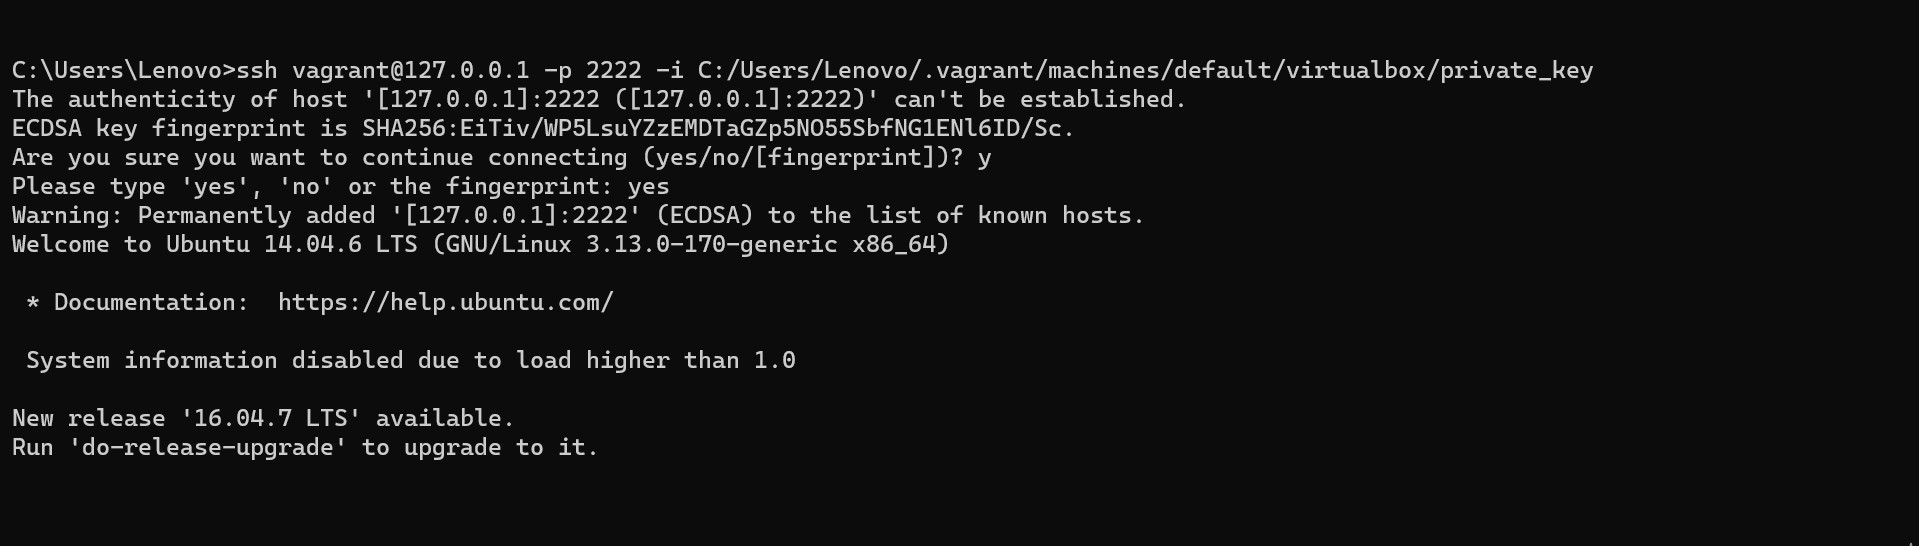 C:\Users\Lenovo>ssh vagrant@127.0.0.1 -p 2222 -i C:/Users/Lenovo/.vagrant/machines/default/virtualbox/private_key
The authenticity of host '[127.0.0.1]:2222 ([127.0.0.1]:2222)' can't be established.
ECDSA key fingerprint is SHA256:EiTiv/WP5LsuYZzEMDTaGZp5NO55SbfNG1ENl6ID/Sc.
Are you sure you want to continue connecting (yes/no/[fingerprint])? y
Please type 'yes', 'no' or the fingerprint: yes
Warning: Permanently added '[127.0.0.1]:2222' (ECDSA) to the list of known hosts.
Welcome to Ubuntu 14.04.6 LTS (GNU/Linux 3.13.0-170-generic x86_64)

 * Documentation:  https://help.ubuntu.com/

 System information disabled due to load higher than 1.0

New release '16.04.7 LTS' available.
Run 'do-release-upgrade' to upgrade to it.